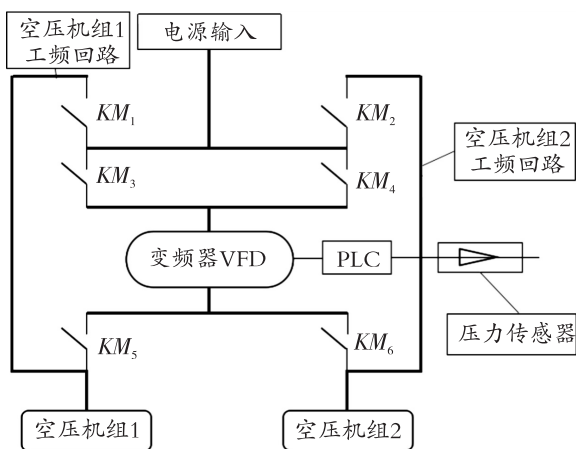 空压机组1
工频回路
电源输入
KM1
KM2
空压机组2
工频回路
KM3
KM4
变频器VFD
PLC
压力传感器
KM5
KM6
空压机组1
空压机组2